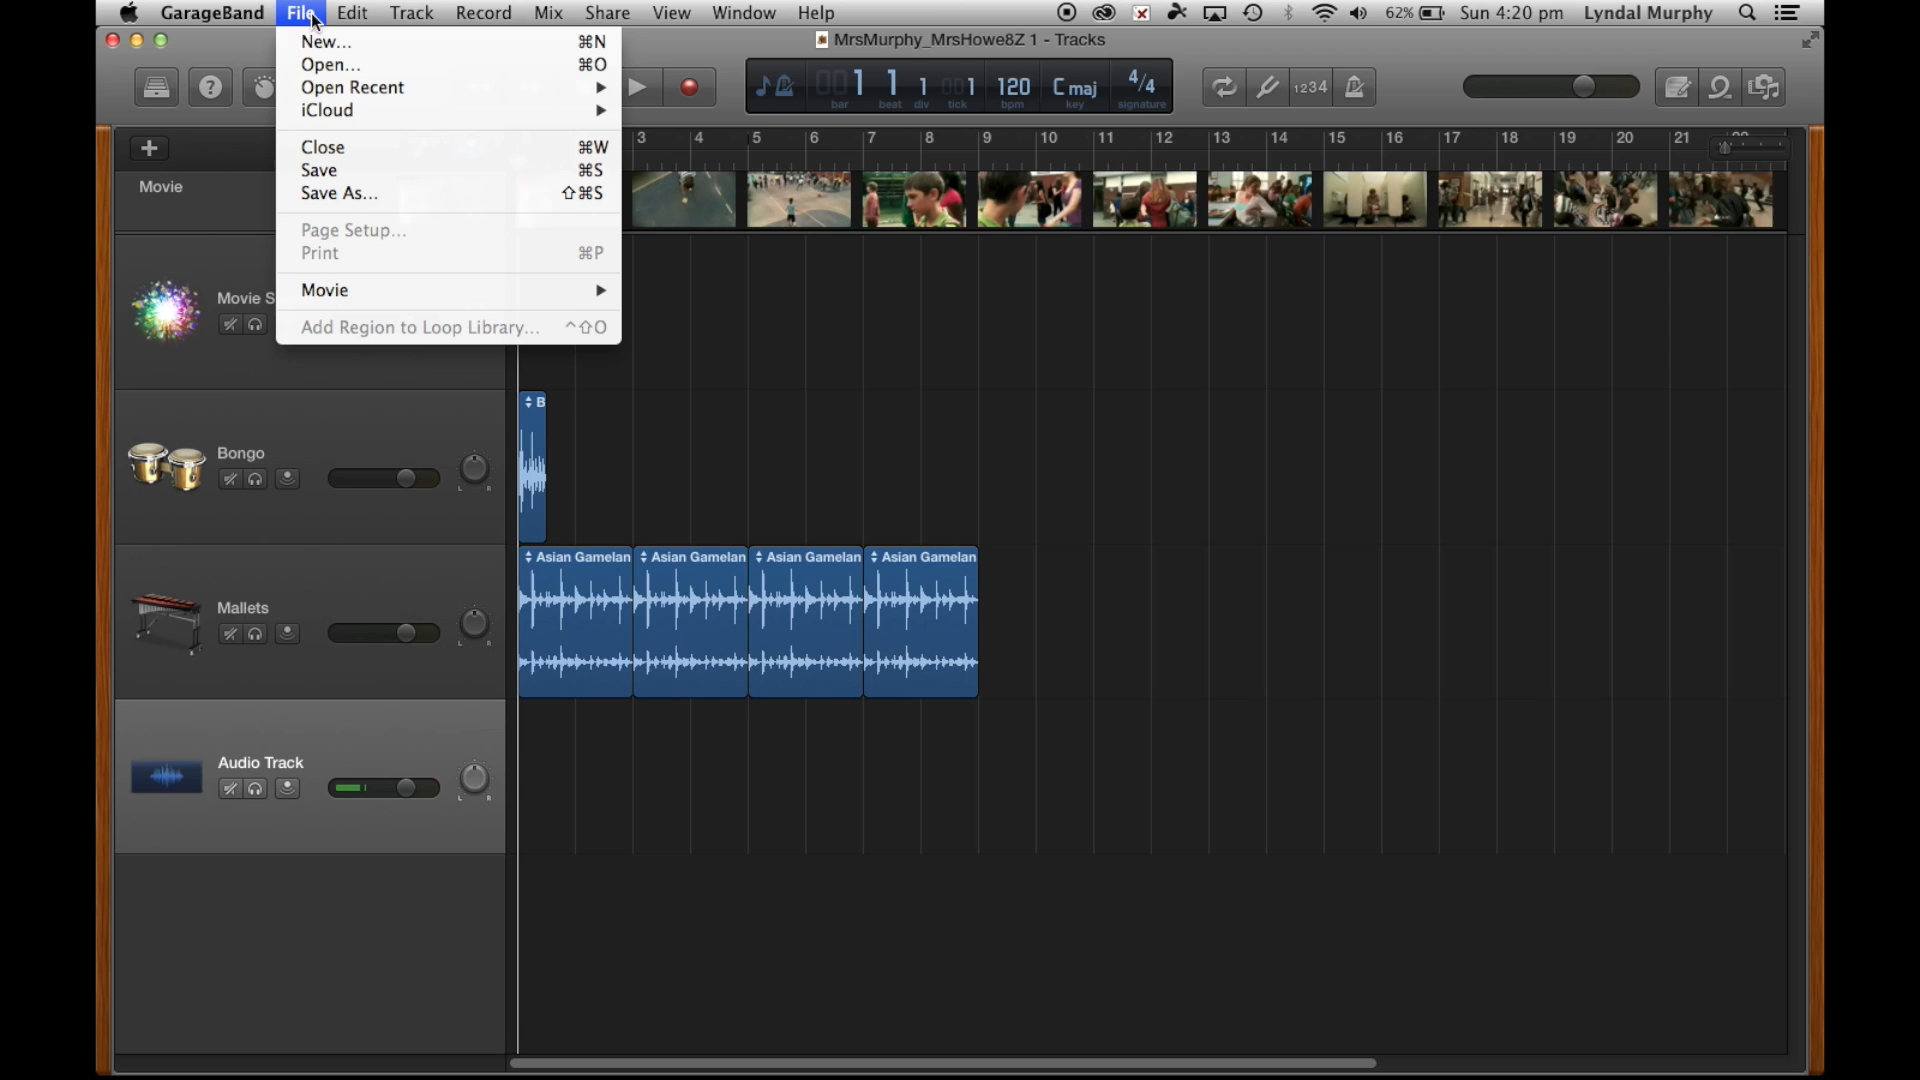 GarageBand File Edit Track Record Mix Share View Window Help 62% Sun 4:20 pm Lyndal Murphy
MrsMurphy_MrsHowe8Z 1 - Tracks
New... ⌘N
Open... ⌘O
Open Recent ▶
iCloud ▶
Close ⌘W
Save ⌘S
Save As... ⇧⌘S
Page Setup...
Print ⌘P
Movie ▶
Add Region to Loop Library... ^⇧O
001 1 1 001 120 C maj 4/4
bar beat div tick bpm key signature
1234
3 4 5 6 7 8 9 10 11 12 13 14 15 16 17 18 19 20 21
Movie
Movie S
B
Bongo
L R
Asian Gamelan Asian Gamelan Asian Gamelan Asian Gamelan
Mallets
L R
Audio Track
L R